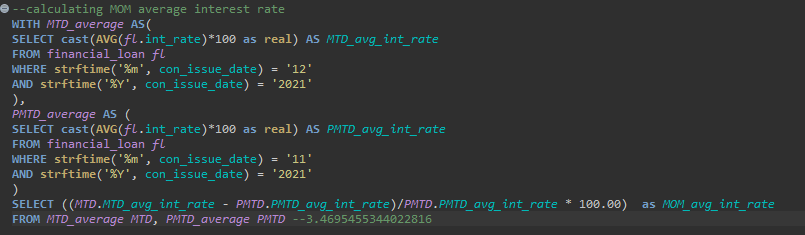 --calculating MOM average interest rate
WITH MTD_average AS(
SELECT cast(AVG(fl.int_rate)*100 as real) AS MTD_avg_int_rate
FROM financial_loan fl
WHERE strftime('%m', con_issue_date) = '12'
AND strftime('%Y', con_issue_date) = '2021'
),
PMTD_average AS (
SELECT cast(AVG(fl.int_rate)*100 as real) AS PMTD_avg_int_rate
FROM financial_loan fl
WHERE strftime('%m', con_issue_date) = '11'
AND strftime('%Y', con_issue_date) = '2021'
)
SELECT ((MTD.MTD_avg_int_rate - PMTD.PMTD_avg_int_rate)/PMTD.PMTD_avg_int_rate * 100.00)  as MOM_avg_int_rate
FROM MTD_average MTD, PMTD_average PMTD --3.4695455344022816